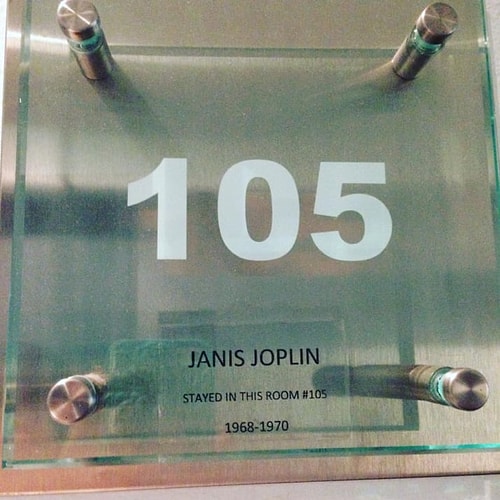 105
JANIS JOPLIN
STAYED IN THIS ROOM #105
1968-1970